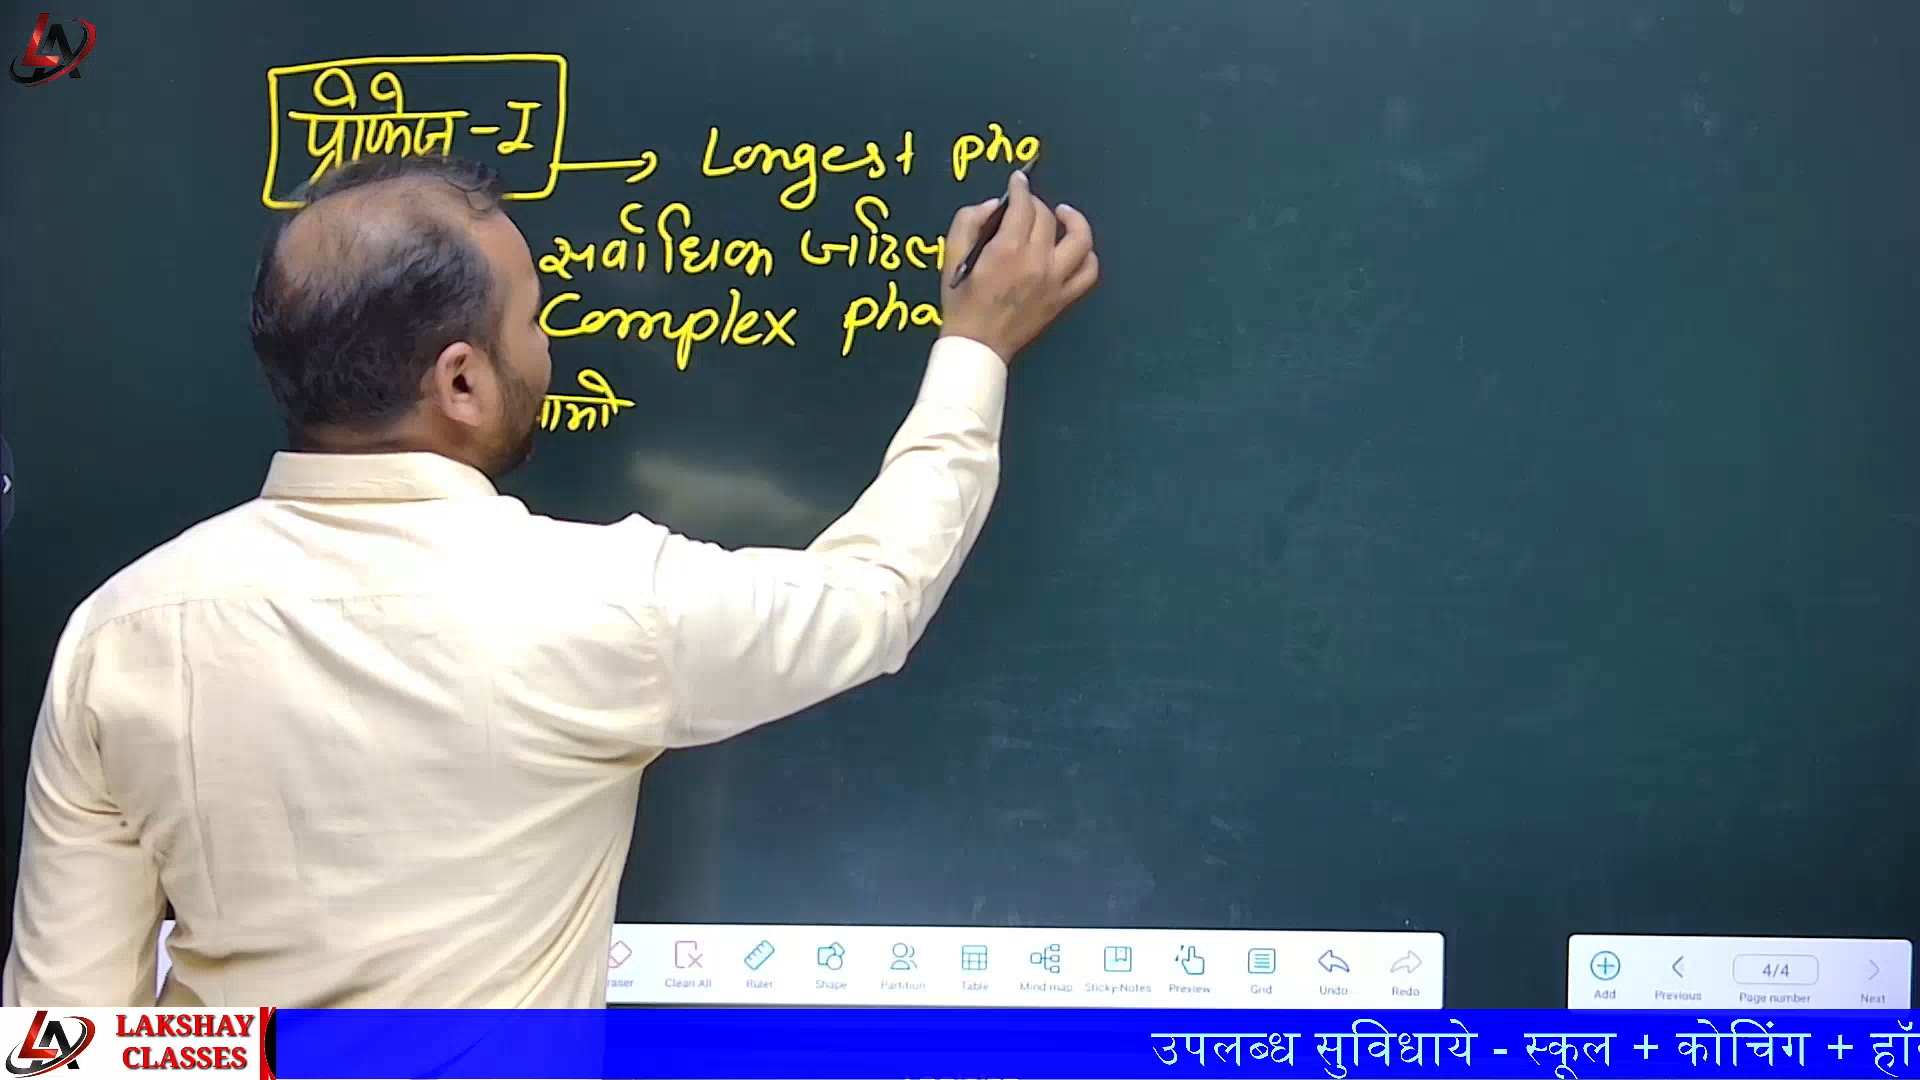 प्रोफेज - I → Longest pha
सर्वाधिक जटिल
Complex pha
Eraser Clean All Ruler Shape Partition Table Mind map Sticky Notes Preview Grid Undo Redo
Add Previous 4/4 Page number Next
LAKSHAY CLASSES
उपलब्ध सुविधाये - स्कूल + कोचिंग +